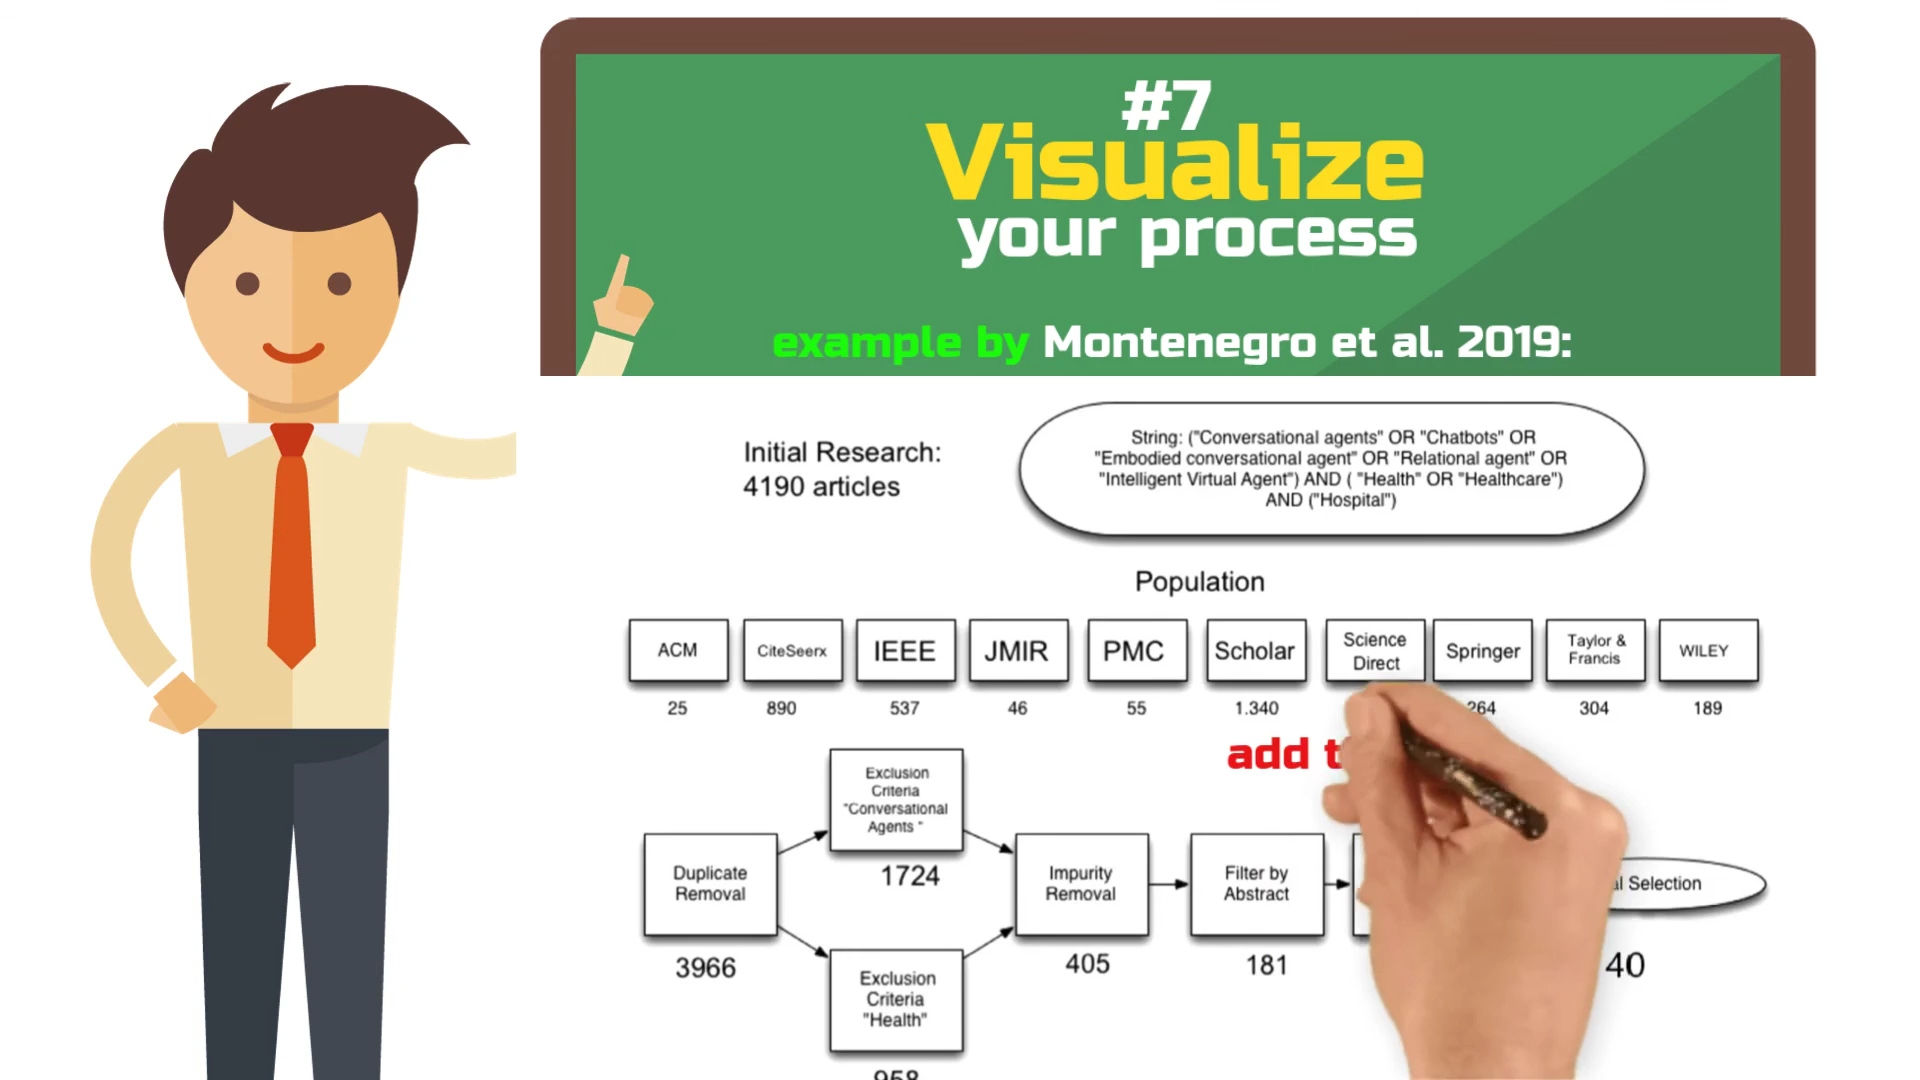 #7
Visualize
your process
example by Montenegro et al. 2019:
Initial Research:
4190 articles
String: ("Conversational agents" OR "Chatbots" OR
"Embodied conversational agent" OR "Relational agent" OR
"Intelligent Virtual Agent") AND ( "Health" OR "Healthcare")
AND ("Hospital")
Population
ACM
CiteSeerx
IEEE
JMIR
PMC
Scholar
Science
Direct
Springer
Taylor &
Francis
WILEY
25
890
537
46
55
1.340
264
304
189
add
Exclusion
Criteria
"Conversational
Agents "
1724
Duplicate
Removal
3966
Impurity
Removal
405
Filter by
Abstract
181
Selection
40
Exclusion
Criteria
"Health"
958